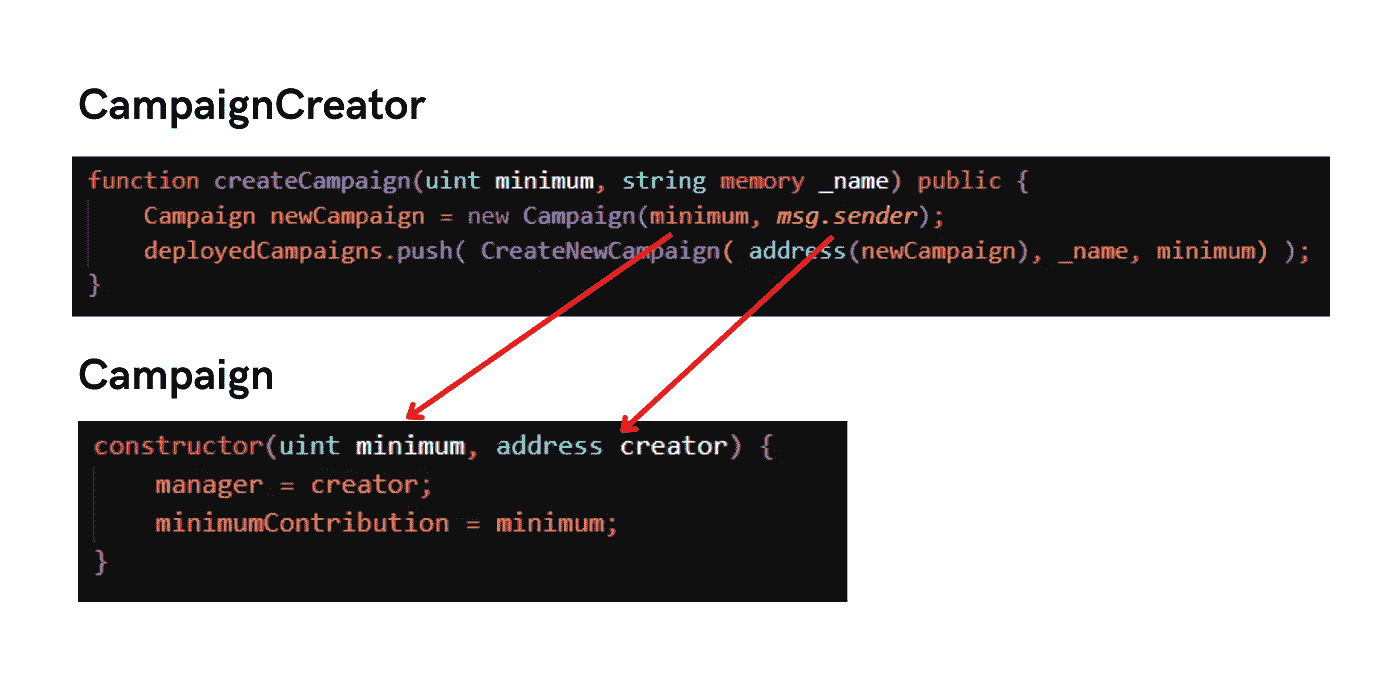 CampaignCreator
function createCampaign(uint minimum, string memory _name) public {
Campaign newCampaign = new Campaign(minimum, msg.sender);
deployedCampaigns.push( CreateNewCampaign( address(newCampaign), _name, minimum) );
}
Campaign
constructor(uint minimum, address creator) {
manager = creator;
minimumContribution = minimum;
}